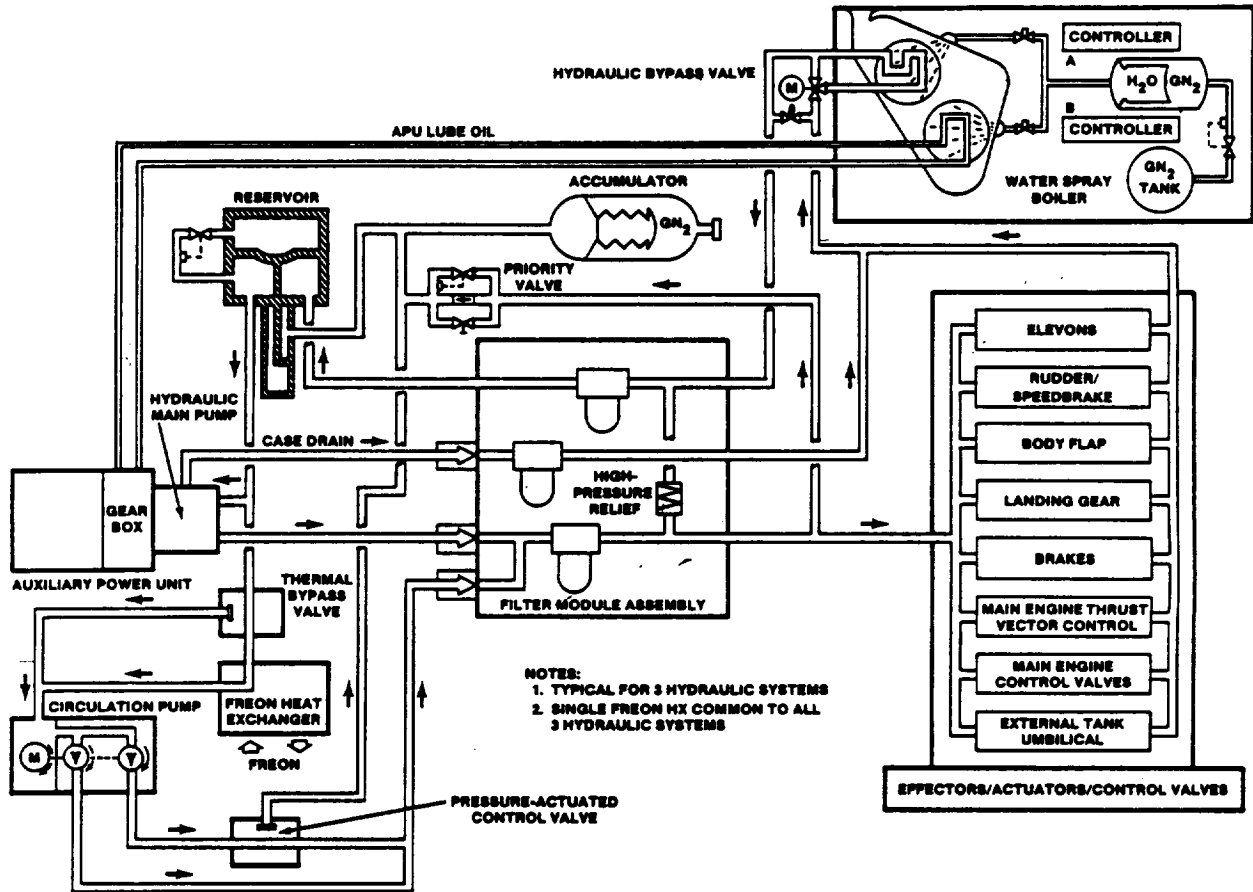 HYDRAULIC BYPASS VALVE
M
CONTROLLER
A
H2O
GN2
B
CONTROLLER
GN2
TANK
WATER SPRAY
BOILER
APU LUBE OIL
RESERVOIR
ACCUMULATOR
GN2
PRIORITY
VALVE
HYDRAULIC
MAIN PUMP
CASE DRAIN
HIGH-
PRESSURE
RELIEF
GEAR
BOX
AUXILIARY POWER UNIT
THERMAL
BYPASS
VALVE
FILTER MODULE ASSEMBLY
ELEVONS
RUDDER/
SPEEDBRAKE
BODY FLAP
LANDING GEAR
BRAKES
MAIN ENGINE THRUST
VECTOR CONTROL
MAIN ENGINE
CONTROL VALVES
EXTERNAL TANK
UMBILICAL
EFFECTORS/ACTUATORS/CONTROL VALVES
NOTES:
1. TYPICAL FOR 3 HYDRAULIC SYSTEMS
2. SINGLE FREON HX COMMON TO ALL
3 HYDRAULIC SYSTEMS
CIRCULATION PUMP
FREON HEAT
EXCHANGER
FREON
M
PRESSURE-ACTUATED
CONTROL VALVE